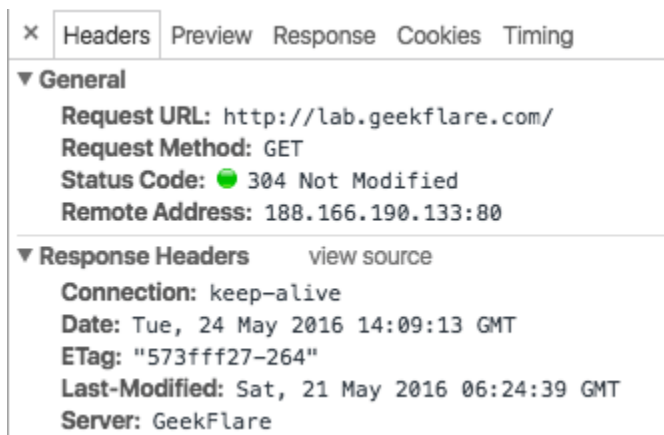 × Headers Preview Response Cookies Timing
▼ General
Request URL: http://lab.geekflare.com/
Request Method: GET
Status Code: 304 Not Modified
Remote Address: 188.166.190.133:80
▼ Response Headers view source
Connection: keep-alive
Date: Tue, 24 May 2016 14:09:13 GMT
ETag: "573fff27-264"
Last-Modified: Sat, 21 May 2016 06:24:39 GMT
Server: GeekFlare